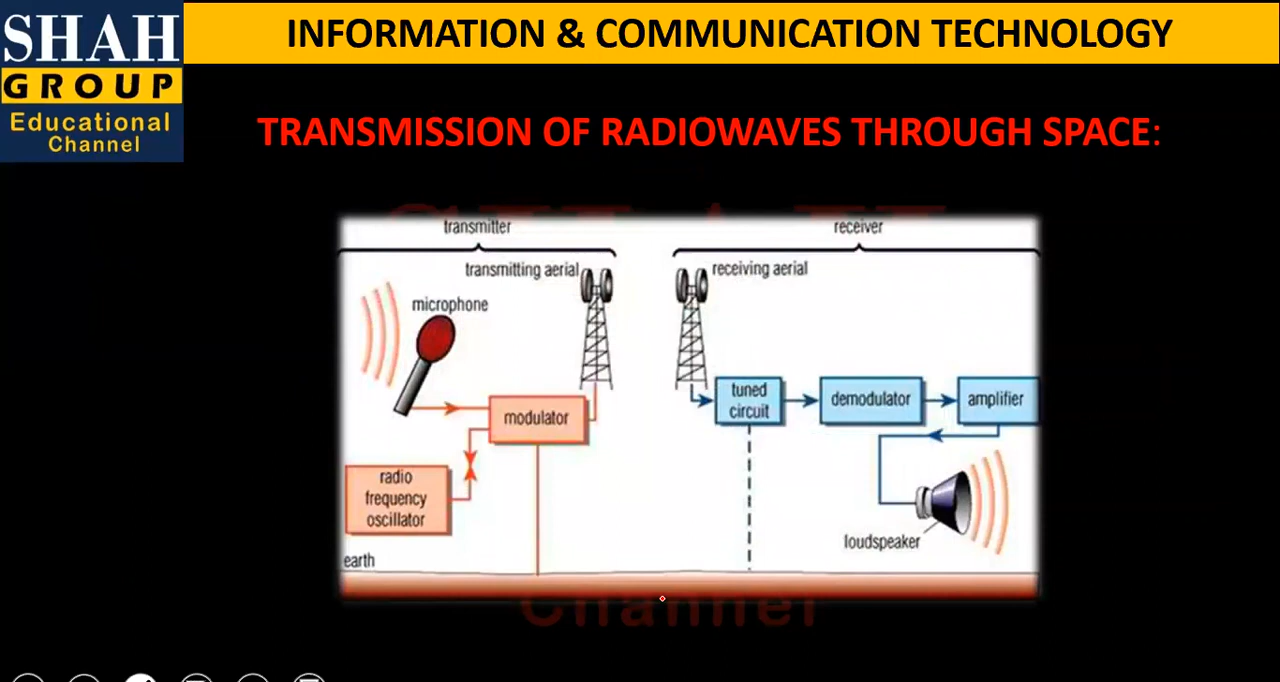 SHAH
GROUP
Educational
Channel
INFORMATION & COMMUNICATION TECHNOLOGY
TRANSMISSION OF RADIOWAVES THROUGH SPACE:
transmitter
receiver
transmitting aerial
receiving aerial
microphone
modulator
tuned
circuit
demodulator
amplifier
radio
frequency
oscillator
loudspeaker
earth
Channel